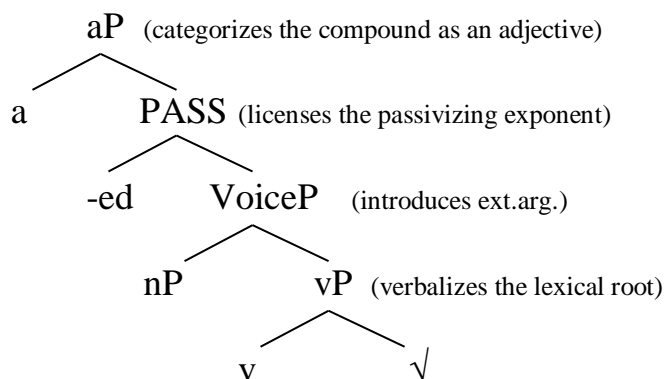 aP (categorizes the compound as an adjective)
a PASS (licenses the passivizing exponent)
-ed VoiceP (introduces ext.arg.)
nP vP (verbalizes the lexical root)
v √